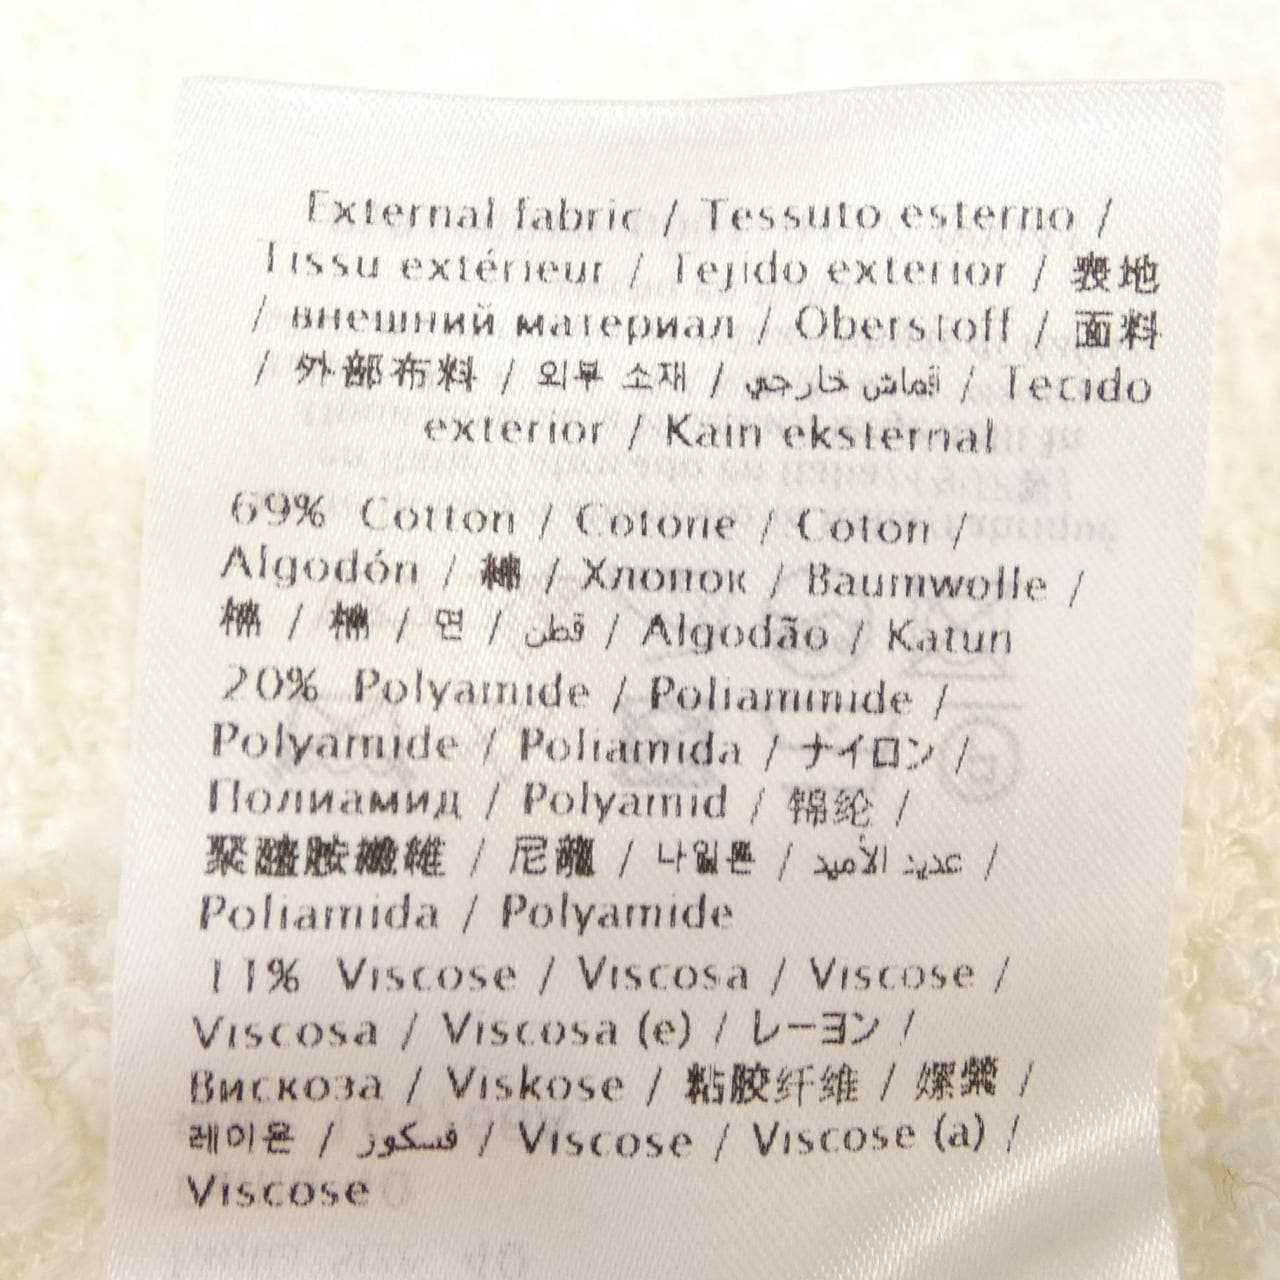 External fabric / Tessuto esterno /
Tissu extérieur / Tejido exterior / 表地
/ внешний материал / Oberstoff / 面料
/ 外部布料 / 외부 소재 / قماش خارجي / Tecido
exterior / Kain eksternal
69% Cotton / Cotone / Coton /
Algodón / 綿 / Хлопок / Baumwolle /
棉 / 棉 / 면 / قطن / Algodão / Katun
20% Polyamide / Poliammide /
Polyamide / Poliamida / ナイロン /
Полиамид / Polyamid / 锦纶 /
聚醯胺纖維 / 尼龍 / 나일론 / عديد الأميد /
Poliamida / Polyamide
11% Viscose / Viscosa / Viscose /
Viscosa / Viscosa (e) / レーヨン /
Вискоза / Viskose / 粘胶纤维 / 嫘縈 /
레이온 / فسكوز / Viscose / Viscose (a) /
Viscose